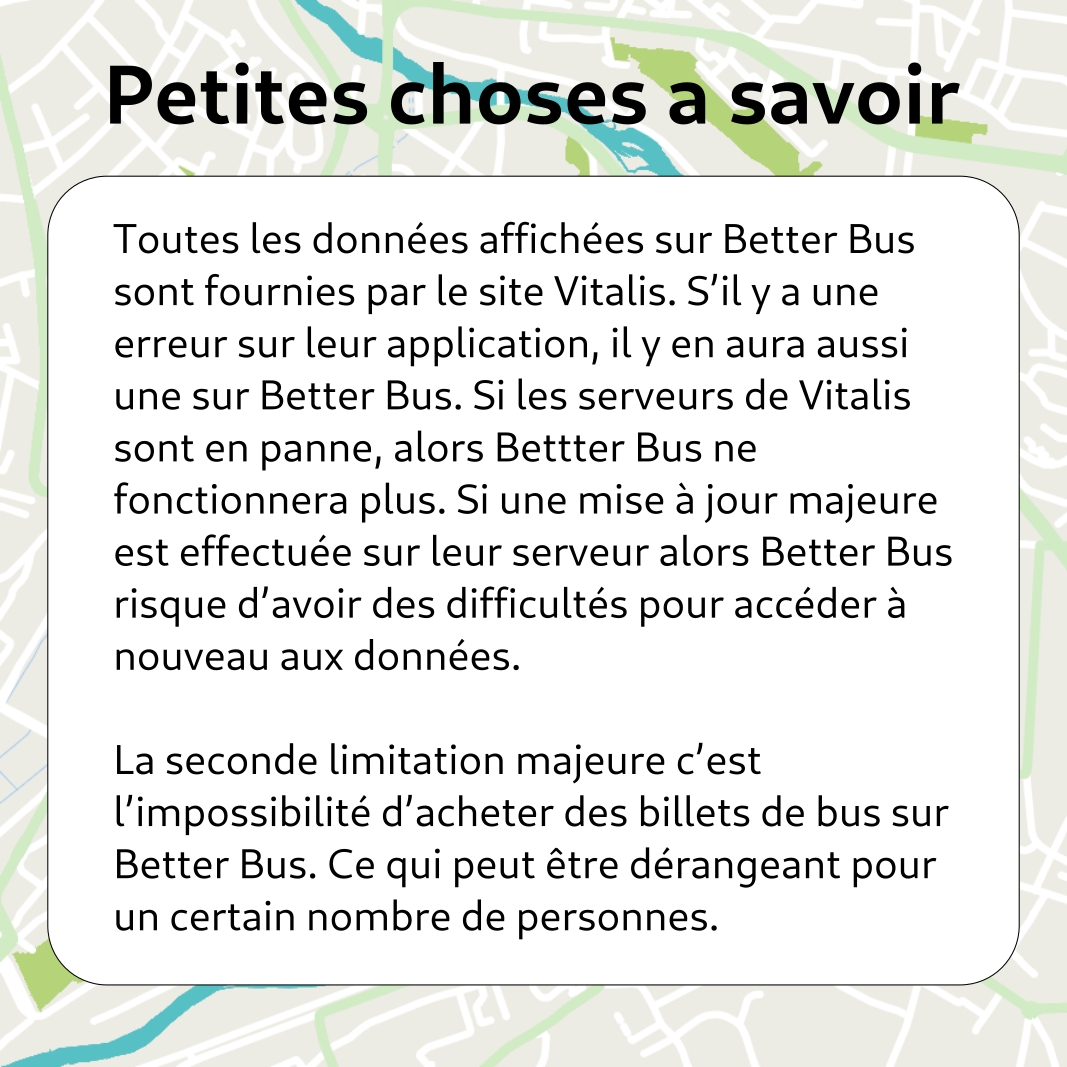 Petites choses a savoir
Toutes les données affichées sur Better Bus
sont fournies par le site Vitalis. S’il y a une
erreur sur leur application, il y en aura aussi
une sur Better Bus. Si les serveurs de Vitalis
sont en panne, alors Bettter Bus ne
fonctionnera plus. Si une mise à jour majeure
est effectuée sur leur serveur alors Better Bus
risque d’avoir des difficultés pour accéder à
nouveau aux données.
La seconde limitation majeure c’est
l’impossibilité d’acheter des billets de bus sur
Better Bus. Ce qui peut être dérangeant pour
un certain nombre de personnes.